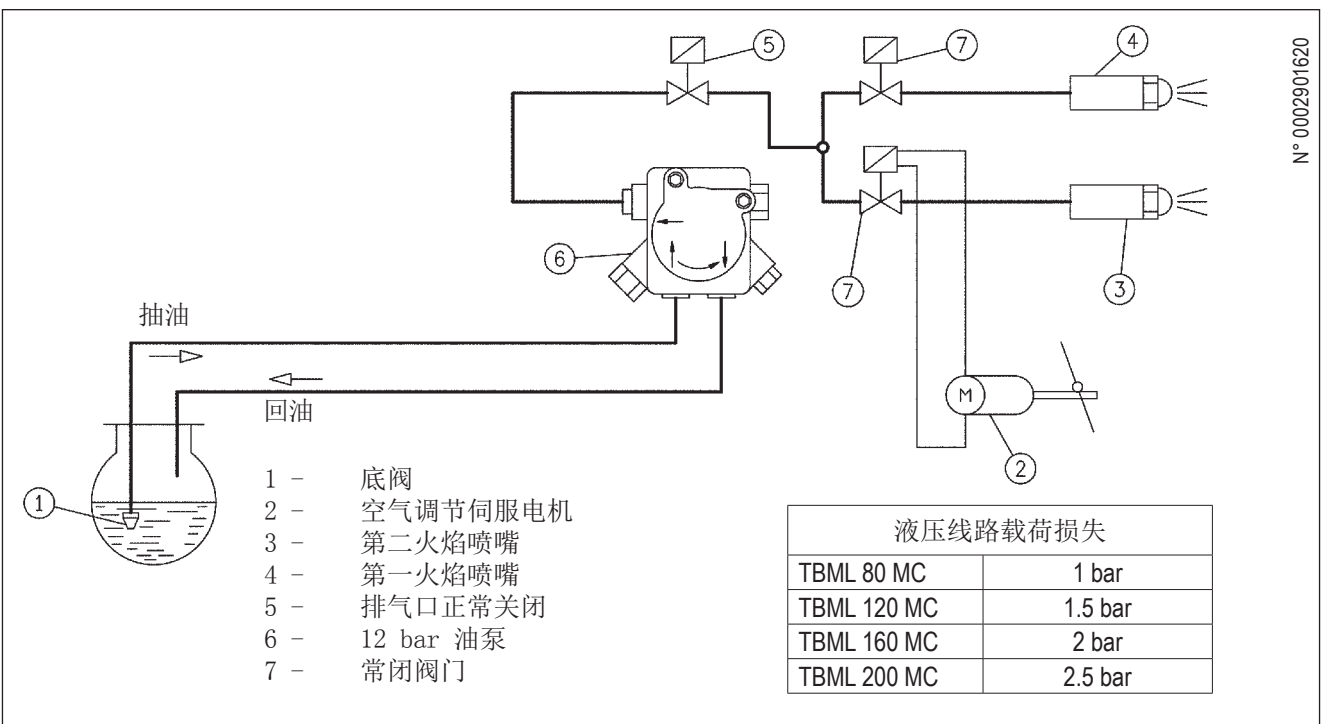 5
7
4
N° 0002901620
6
7
3
抽油
回油
M
2
1
1 - 底阀
2 - 空气调节伺服电机
3 - 第二火焰喷嘴
4 - 第一火焰喷嘴
5 - 排气口正常关闭
6 - 12 bar 油泵
7 - 常闭阀门
液压线路载荷损失
TBML 80 MC 1 bar
TBML 120 MC 1.5 bar
TBML 160 MC 2 bar
TBML 200 MC 2.5 bar